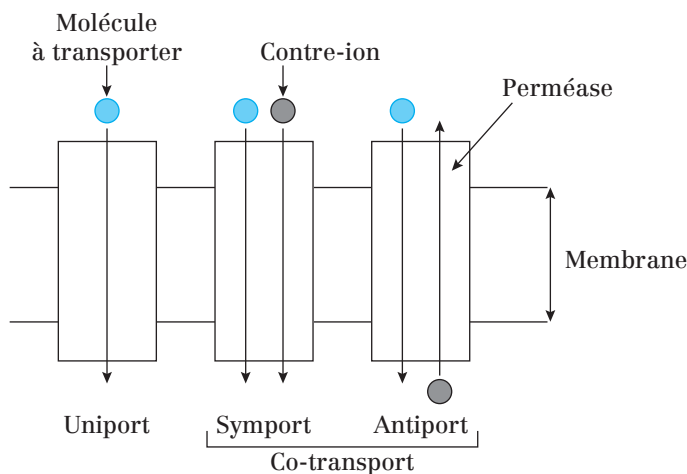 Molécule
à transporter
Contre-ion
Perméase
Membrane
Uniport
Symport
Antiport
Co-transport